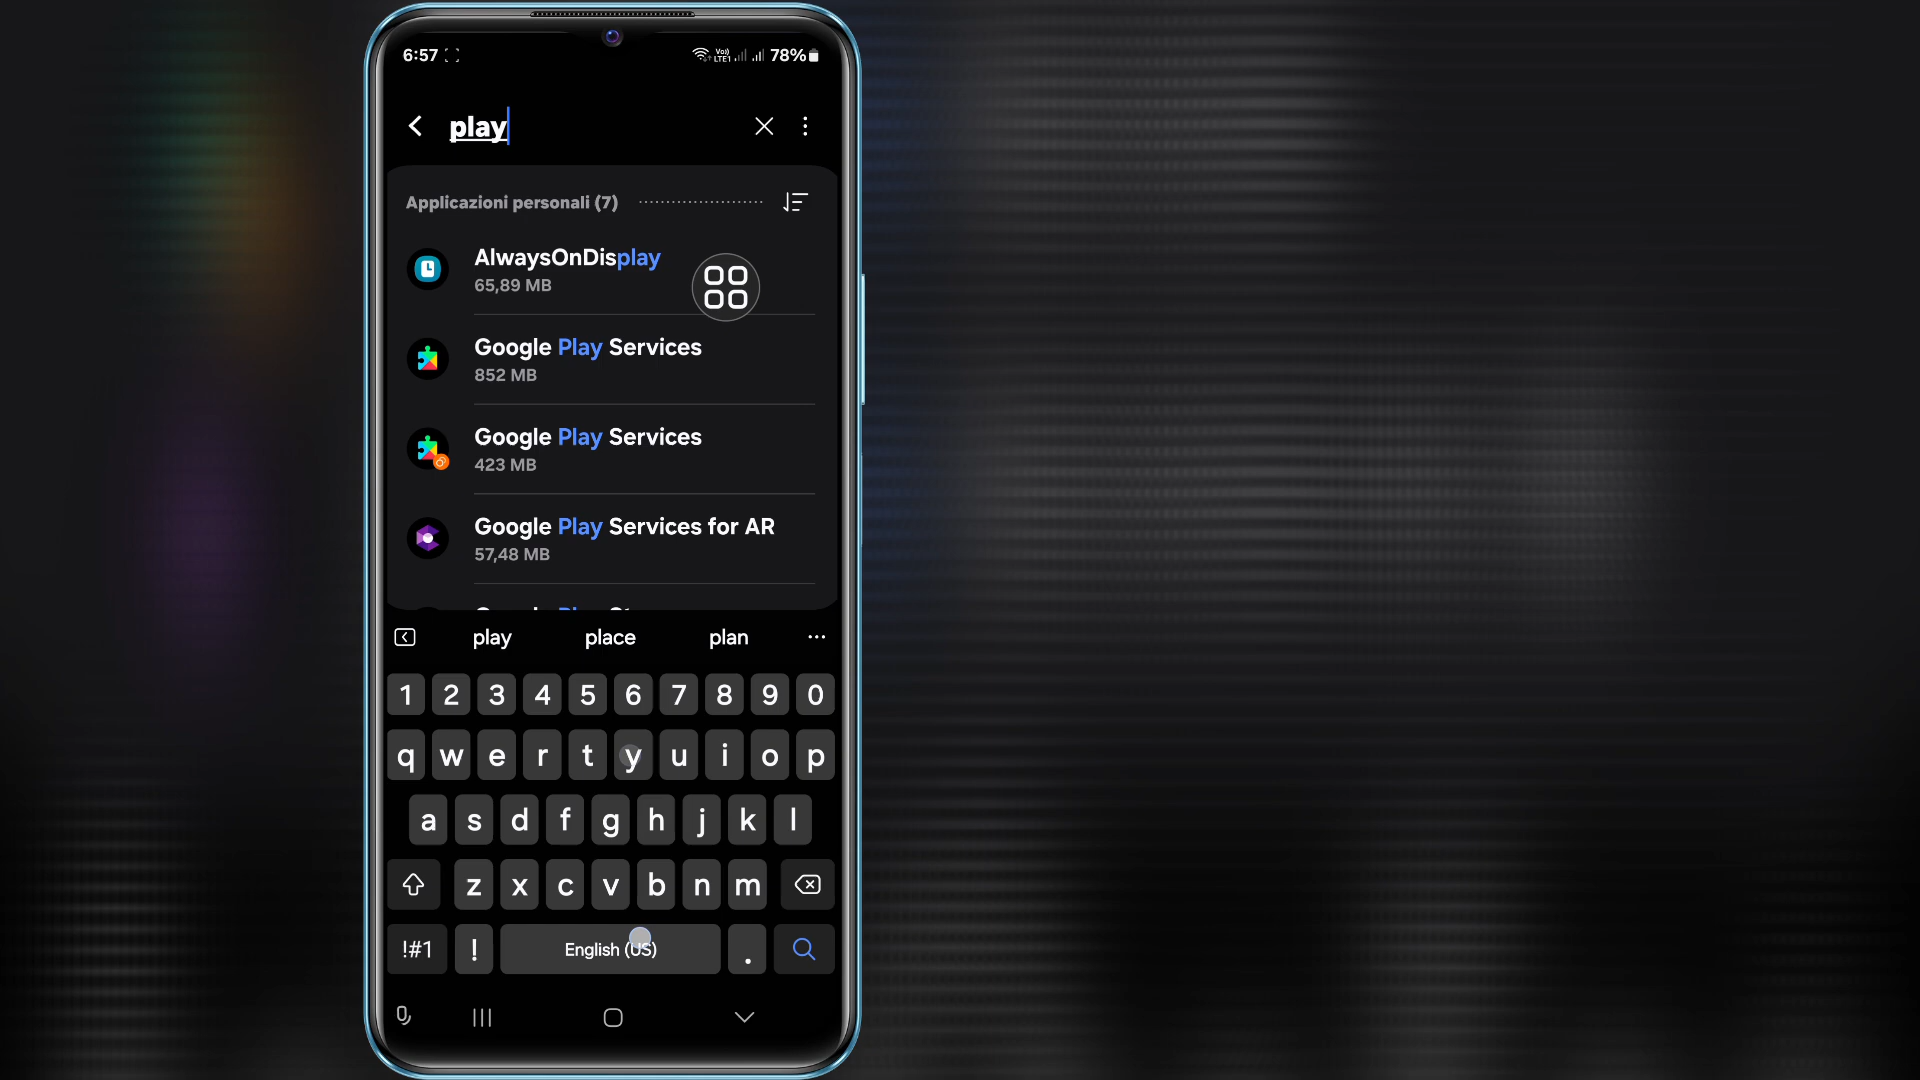 6:57
Vo)) LTE1 78%
play
Applicazioni personali (7)
AlwaysOnDisplay
65,89 MB
Google Play Services
852 MB
Google Play Services
423 MB
Google Play Services for AR
57,48 MB
play place plan
1 2 3 4 5 6 7 8 9 0
q w e r t y u i o p
a s d f g h j k l
z x c v b n m
!#1 ! English (US) .